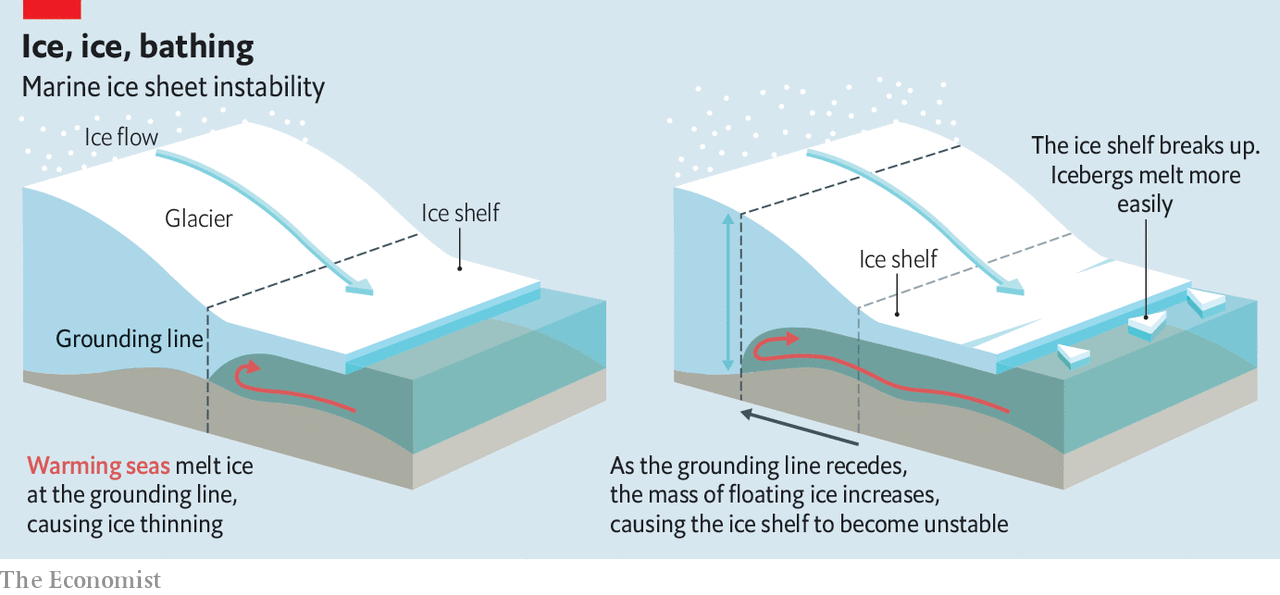 Ice, ice, bathing
Marine ice sheet instability
Ice flow
Glacier
Ice shelf
Grounding line
Warming seas melt ice
at the grounding line,
causing ice thinning
The ice shelf breaks up.
Icebergs melt more
easily
Ice shelf
As the grounding line recedes,
the mass of floating ice increases,
causing the ice shelf to become unstable
The Economist